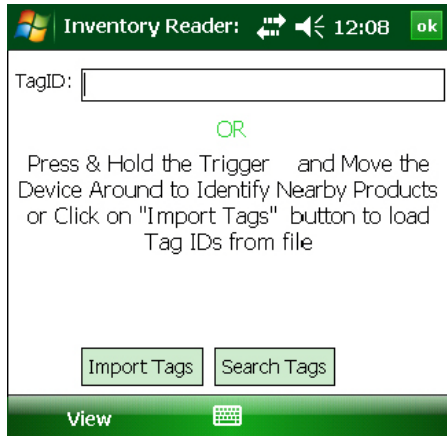 Inventory Reader: 12:08 ok
TagID:
OR
Press & Hold the Trigger and Move the
Device Around to Identify Nearby Products
or Click on "Import Tags" button to load
Tag IDs from file
Import Tags Search Tags
View